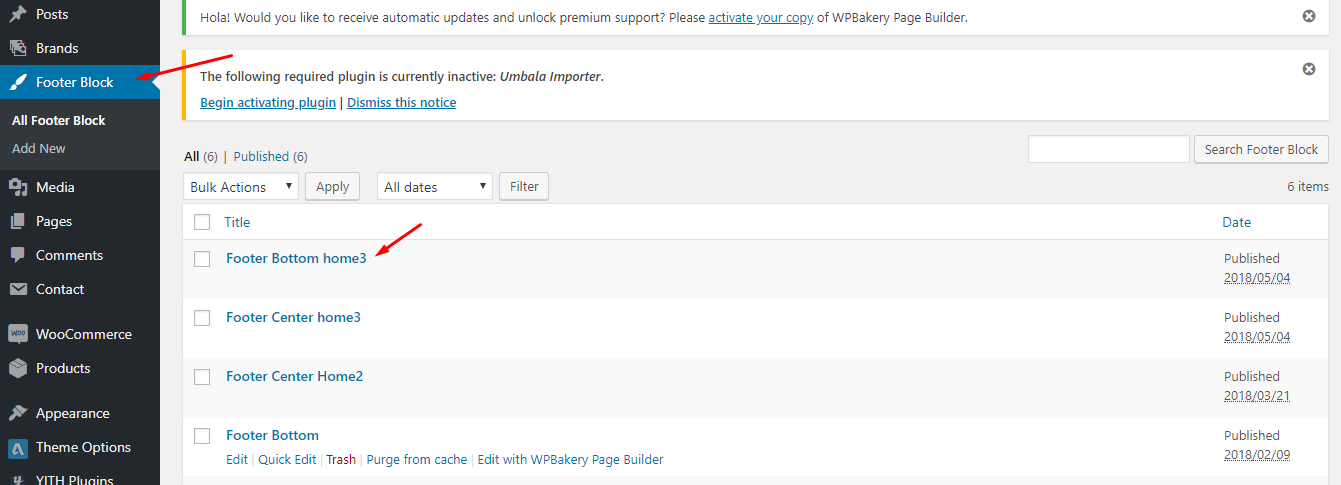 Posts
Brands
Footer Block
All Footer Block
Add New
Media
Pages
Comments
Contact
WOO
WooCommerce
Products
Appearance
Theme Options
YITH Plugins
Hola! Would you like to receive automatic updates and unlock premium support? Please activate your copy of WPBakery Page Builder.
The following required plugin is currently inactive: Umbala Importer.
Begin activating plugin | Dismiss this notice
All (6) | Published (6)
Search Footer Block
Bulk Actions Apply All dates Filter 6 items
Title Date
Footer Bottom home3 Published
2018/05/04
Footer Center home3 Published
2018/05/04
Footer Center Home2 Published
2018/03/21
Footer Bottom Published
Edit | Quick Edit | Trash | Purge from cache | Edit with WPBakery Page Builder 2018/02/09